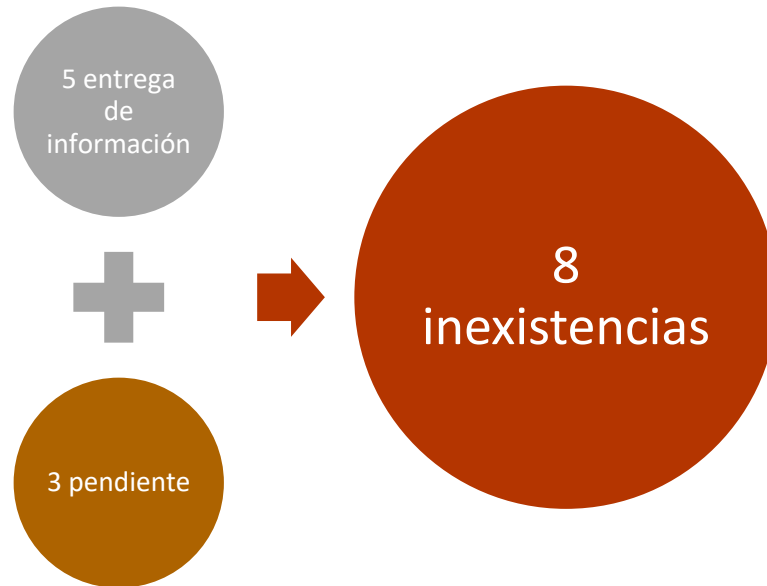 5 entrega
de
información
3 pendiente
8
inexistencias